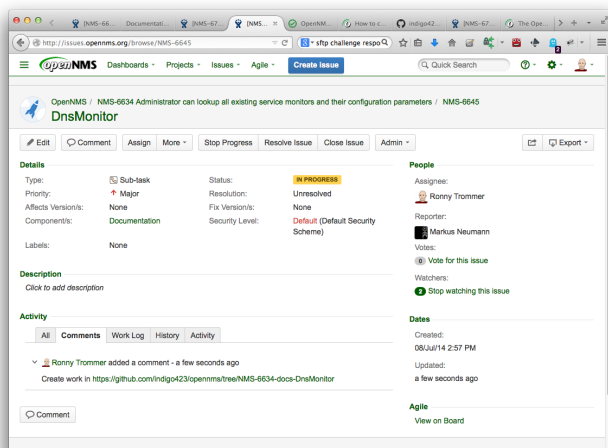 [NMS-66...
Documentati...
NMS-67...
[NMS...
OpenNM...
How to c...
indigo42...
NMS-67...
The Ope...
http://issues.opennms.org/browse/NMS-6645
sftp challenge respo
openNMS Dashboards Projects Issues Agile Create issue Quick Search
OpenNMS / NMS-6634 Administrator can lookup all existing service monitors and their configuration parameters / NMS-6645
DnsMonitor
Edit Comment Assign More Stop Progress Resolve Issue Close Issue Admin Export
Details
Type: Sub-task Status: IN PROGRESS
Priority: Major Resolution: Unresolved
Affects Version/s: None Fix Version/s: None
Component/s: Documentation Security Level: Default (Default Security
Scheme)
Labels: None
People
Assignee:
Ronny Trommer
Reporter:
Markus Neumann
Votes:
0 Vote for this issue
Watchers:
Stop watching this issue
Description
Click to add description
Activity
All Comments Work Log History Activity
Ronny Trommer added a comment - a few seconds ago
Create work in https://github.com/indigo423/opennms/tree/NMS-6634-docs-DnsMonitor
Comment
Dates
Created:
08/Jul/14 2:57 PM
Updated:
a few seconds ago
Agile
View on Board